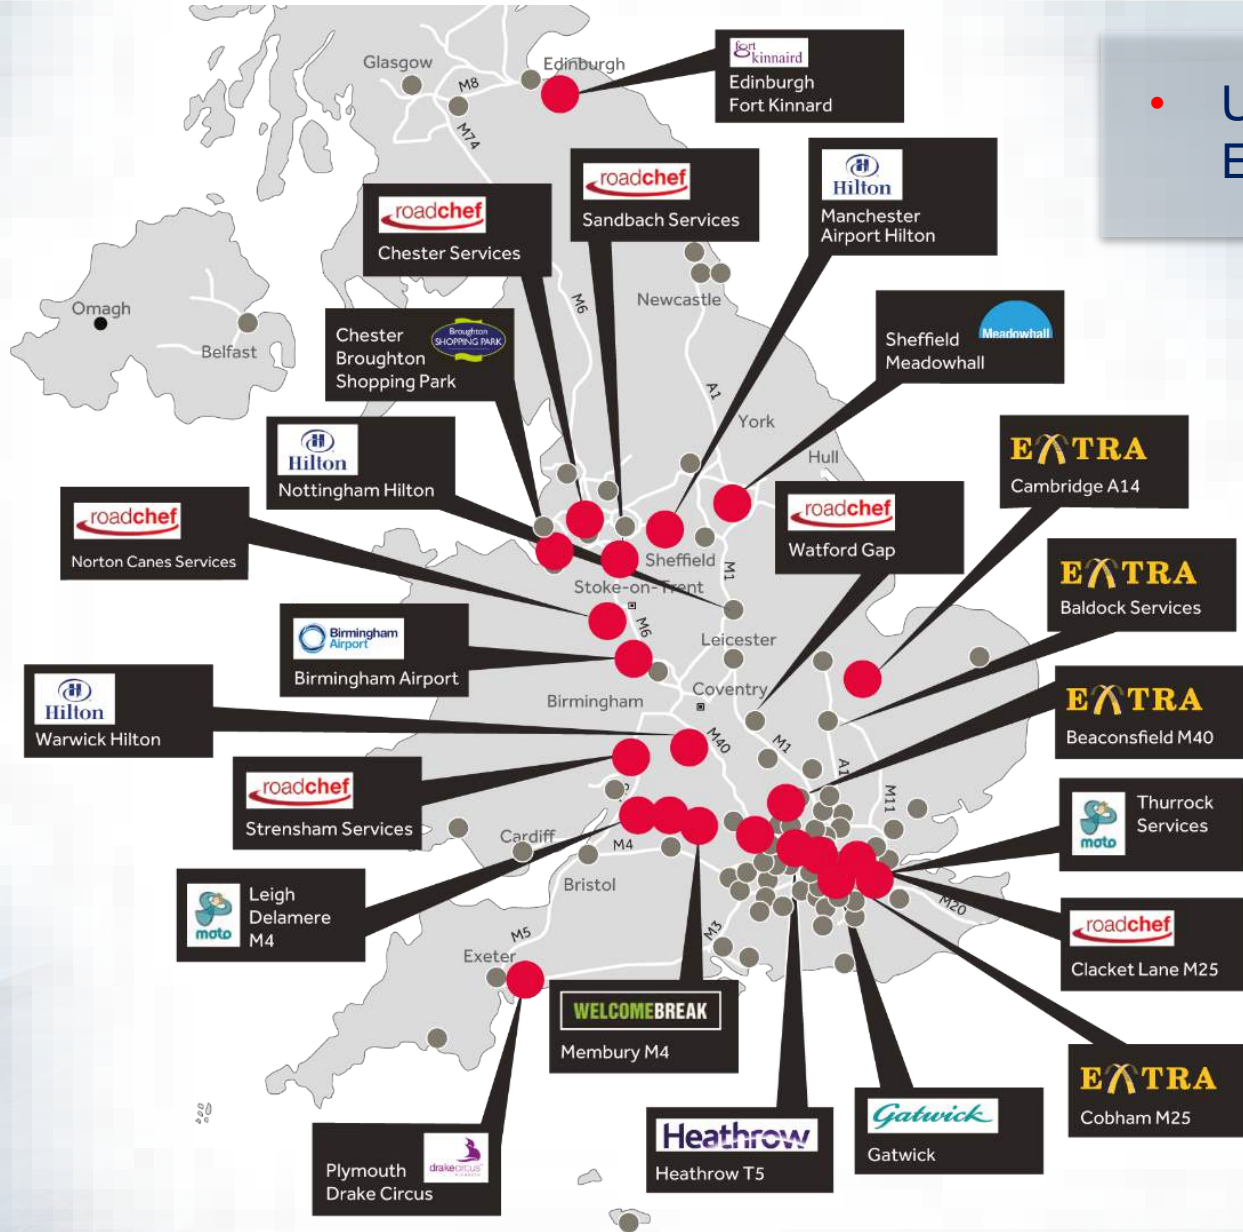 fort
kinnaird
Edinburgh
Fort Kinnard
U
E
Glasgow
Edinburgh
M8
M74
roadchef
Sandbach Services
Hilton
Manchester
Airport Hilton
roadchef
Chester Services
Newcastle
M6
Omagh
Belfast
Chester
Broughton
Shopping Park
Broughton
SHOPPING PARK
Sheffield
Meadowhall
Meadowhall
A1
York
Hull
Hilton
Nottingham Hilton
EXTRA
Cambridge A14
roadchef
Norton Canes Services
roadchef
Watford Gap
Sheffield
M1
Stoke-on-Trent
EXTRA
Baldock Services
Birmingham
Airport
Birmingham Airport
M6
Leicester
Birmingham
Coventry
Hilton
Warwick Hilton
M40
M1
A1
M11
EXTRA
Beaconsfield M40
roadchef
Strensham Services
moto
Thurrock
Services
Cardiff
M4
Bristol
moto
Leigh
Delamere
M4
M20
roadchef
Clacket Lane M25
M5
M3
Exeter
WELCOMEBREAK
Membury M4
EXTRA
Cobham M25
Heathrow
Heathrow T5
Gatwick
Gatwick
Plymouth
Drake Circus
drakecircus